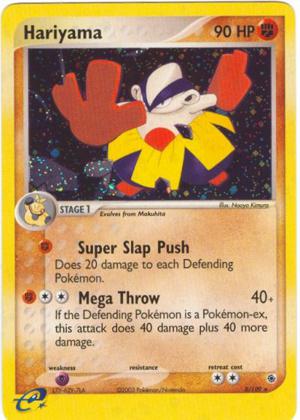 Hariyama 90 HP
illus. Naoyo Kimura
STAGE 1
Evolves from Makuhita
Super Slap Push
Does 20 damage to each Defending
Pokémon.
Mega Throw 40+
If the Defending Pokémon is a Pokémon-ex,
this attack does 40 damage plus 40 more
damage.
weakness resistance retreat cost
©2003 Pokémon/Nintendo
e